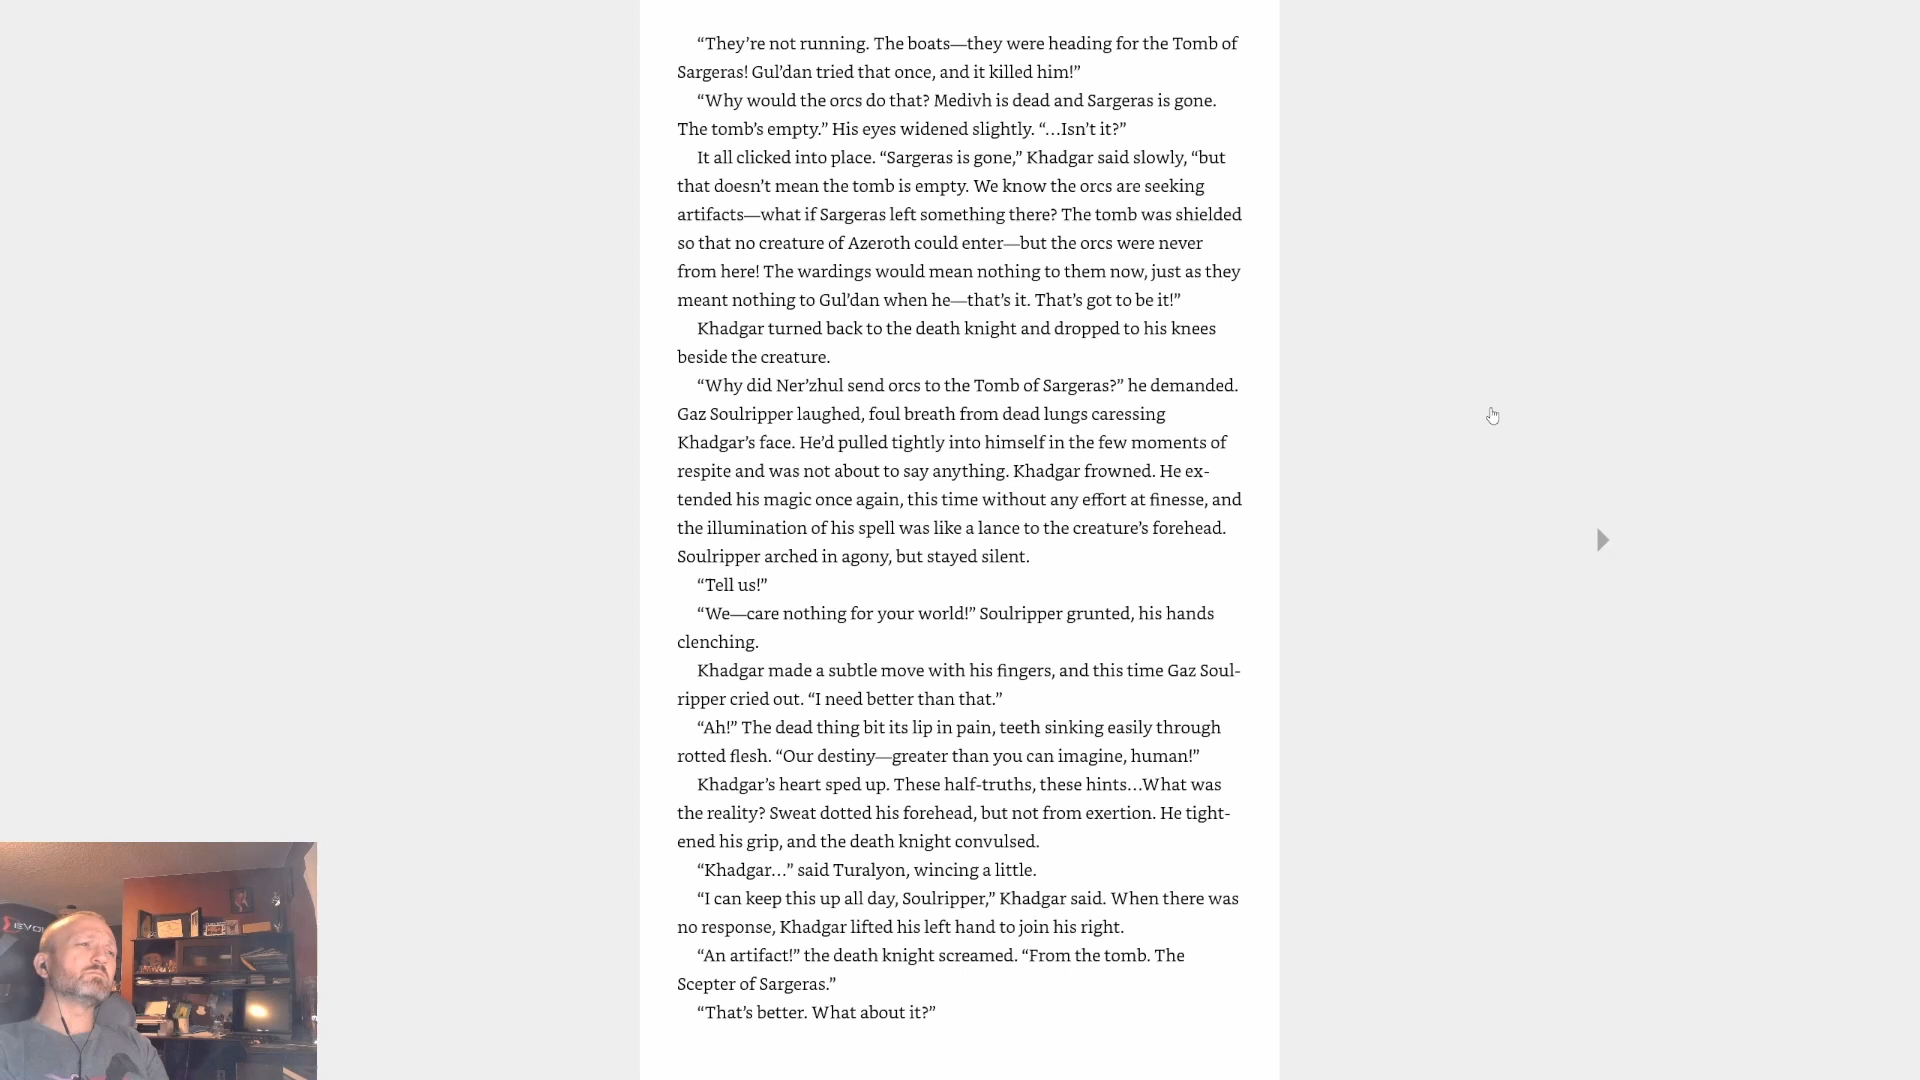 “They’re not running. The boats—they were heading for the Tomb of
Sargeras! Gul’dan tried that once, and it killed him!”
“Why would the orcs do that? Medivh is dead and Sargeras is gone.
The tomb’s empty.” His eyes widened slightly. “…Isn’t it?”
It all clicked into place. “Sargeras is gone,” Khadgar said slowly, “but
that doesn’t mean the tomb is empty. We know the orcs are seeking
artifacts—what if Sargeras left something there? The tomb was shielded
so that no creature of Azeroth could enter—but the orcs were never
from here! The wardings would mean nothing to them now, just as they
meant nothing to Gul’dan when he—that’s it. That’s got to be it!”
Khadgar turned back to the death knight and dropped to his knees
beside the creature.
“Why did Ner’zhul send orcs to the Tomb of Sargeras?” he demanded.
Gaz Soulripper laughed, foul breath from dead lungs caressing
Khadgar’s face. He’d pulled tightly into himself in the few moments of
respite and was not about to say anything. Khadgar frowned. He ex-
tended his magic once again, this time without any effort at finesse, and
the illumination of his spell was like a lance to the creature’s forehead.
Soulripper arched in agony, but stayed silent.
“Tell us!”
“We—care nothing for your world!” Soulripper grunted, his hands
clenching.
Khadgar made a subtle move with his fingers, and this time Gaz Soul-
ripper cried out. “I need better than that.”
“Ah!” The dead thing bit its lip in pain, teeth sinking easily through
rotted flesh. “Our destiny—greater than you can imagine, human!”
Khadgar’s heart sped up. These half-truths, these hints…What was
the reality? Sweat dotted his forehead, but not from exertion. He tight-
ened his grip, and the death knight convulsed.
“Khadgar…” said Turalyon, wincing a little.
“I can keep this up all day, Soulripper,” Khadgar said. When there was
no response, Khadgar lifted his left hand to join his right.
“An artifact!” the death knight screamed. “From the tomb. The
Scepter of Sargeras.”
“That’s better. What about it?”